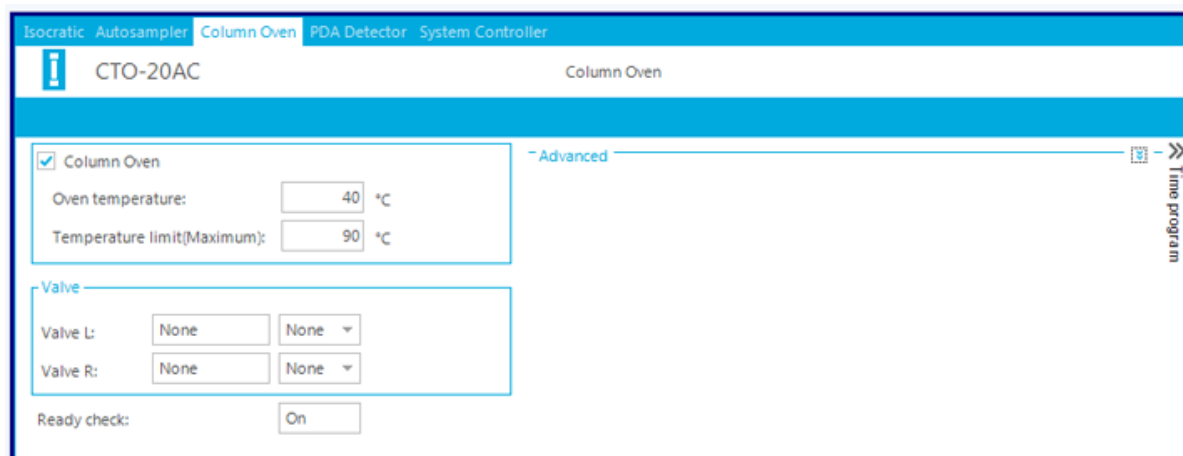 Isocratic Autosampler Column Oven PDA Detector System Controller
CTO-20AC Column Oven
Column Oven
Oven temperature: 40 °C
Temperature limit(Maximum): 90 °C
Valve
Valve L: None None
Valve R: None None
Ready check: On
Advanced
Time program